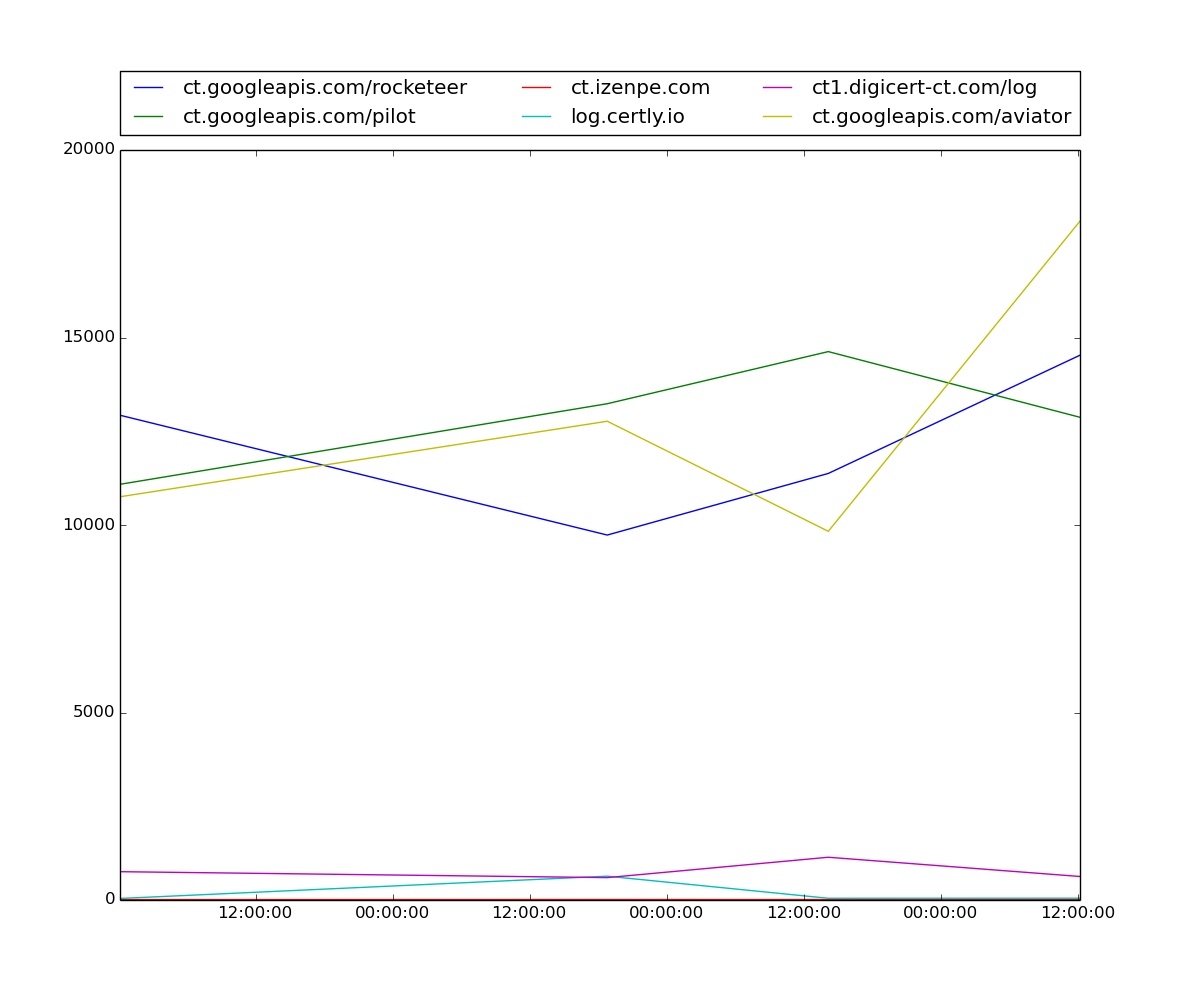 ct.googleapis.com/rocketeer ct.izenpe.com ct1.digicert-ct.com/log
ct.googleapis.com/pilot log.certly.io ct.googleapis.com/aviator
20000
15000
10000
5000
0
12:00:00 00:00:00 12:00:00 00:00:00 12:00:00 00:00:00 12:00:00